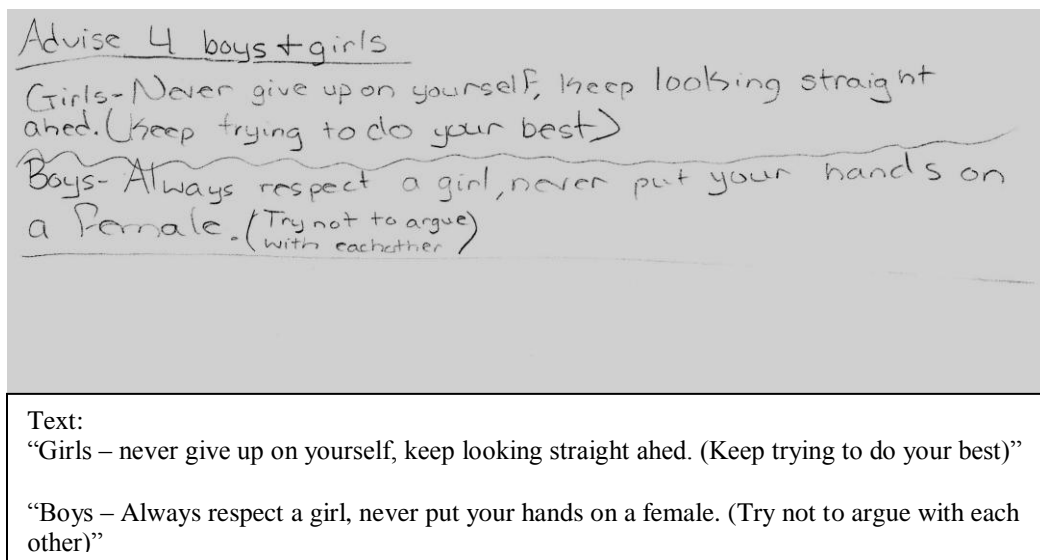 Advise 4 boys + girls
Girls - Never give up on yourself, keep looking straight
ahed. (Keep trying to do your best)
Boys - Always respect a girl, never put your hands on
a female. (Try not to argue
with eachother)
Text:
“Girls – never give up on yourself, keep looking straight ahed. (Keep trying to do your best)”
“Boys – Always respect a girl, never put your hands on a female. (Try not to argue with each
other)”